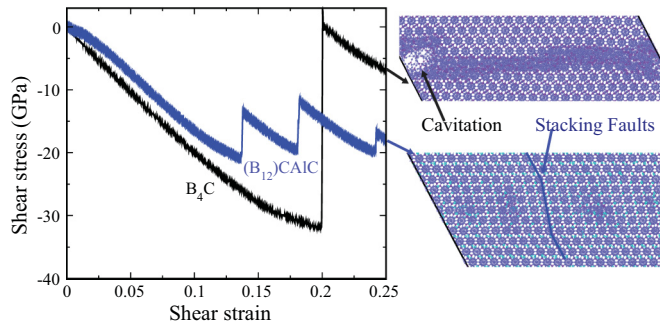 0
-10
-20
-30
-40
Shear stress (GPa)
(B₁₂)CAlC
B₄C
0
0.05
0.1
0.15
0.2
0.25
Shear strain
Cavitation
Stacking Faults